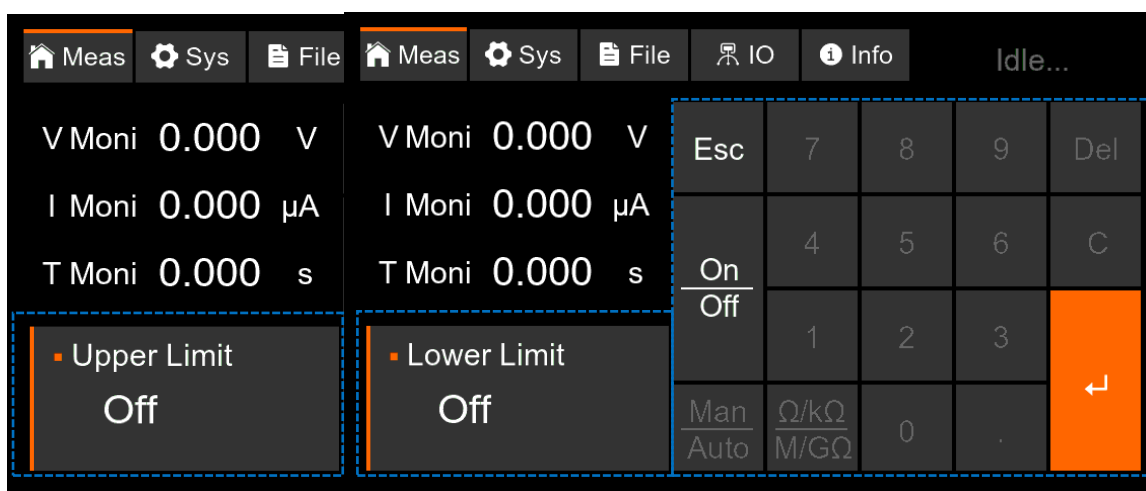 Meas Sys File
V Moni 0.000 V
I Moni 0.000 µA
T Moni 0.000 s
Upper Limit
Off
Meas Sys File IO Info Idle...
V Moni 0.000 V
I Moni 0.000 µA
T Moni 0.000 s
Lower Limit
Off
Esc 7 8 9 Del
On
Off
4 5 6 C
1 2 3
Man
Auto
Ω/kΩ
M/GΩ
0 .